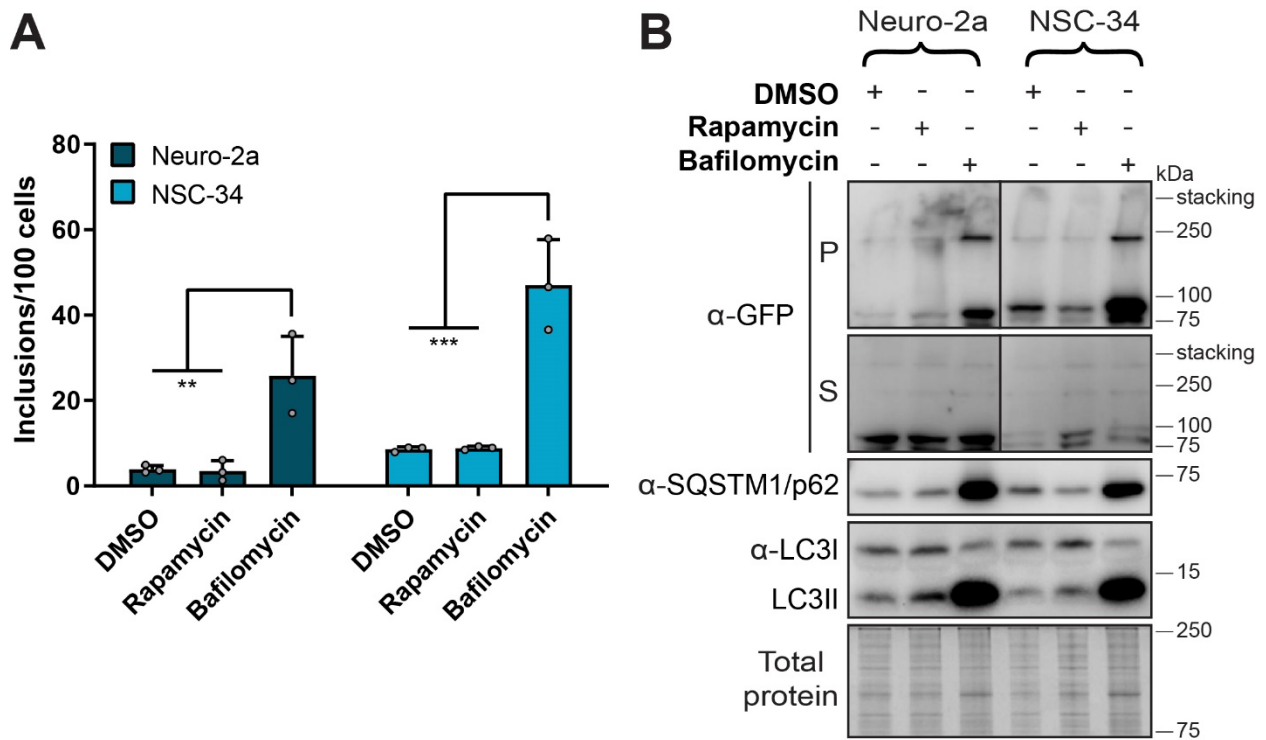 A
Inclusions/100 cells
80
60
40
20
0
Neuro-2a
NSC-34
**
***
DMSO
Rapamycin
Bafilomycin
DMSO
Rapamycin
Bafilomycin
B
Neuro-2a NSC-34
DMSO + - - + - -
Rapamycin - + - - + -
Bafilomycin - - + - - +
kDa
α-GFP
P
stacking
250
100
75
S
stacking
250
100
75
α-SQSTM1/p62
75
α-LC3I
15
LC3II
Total
protein
250
75